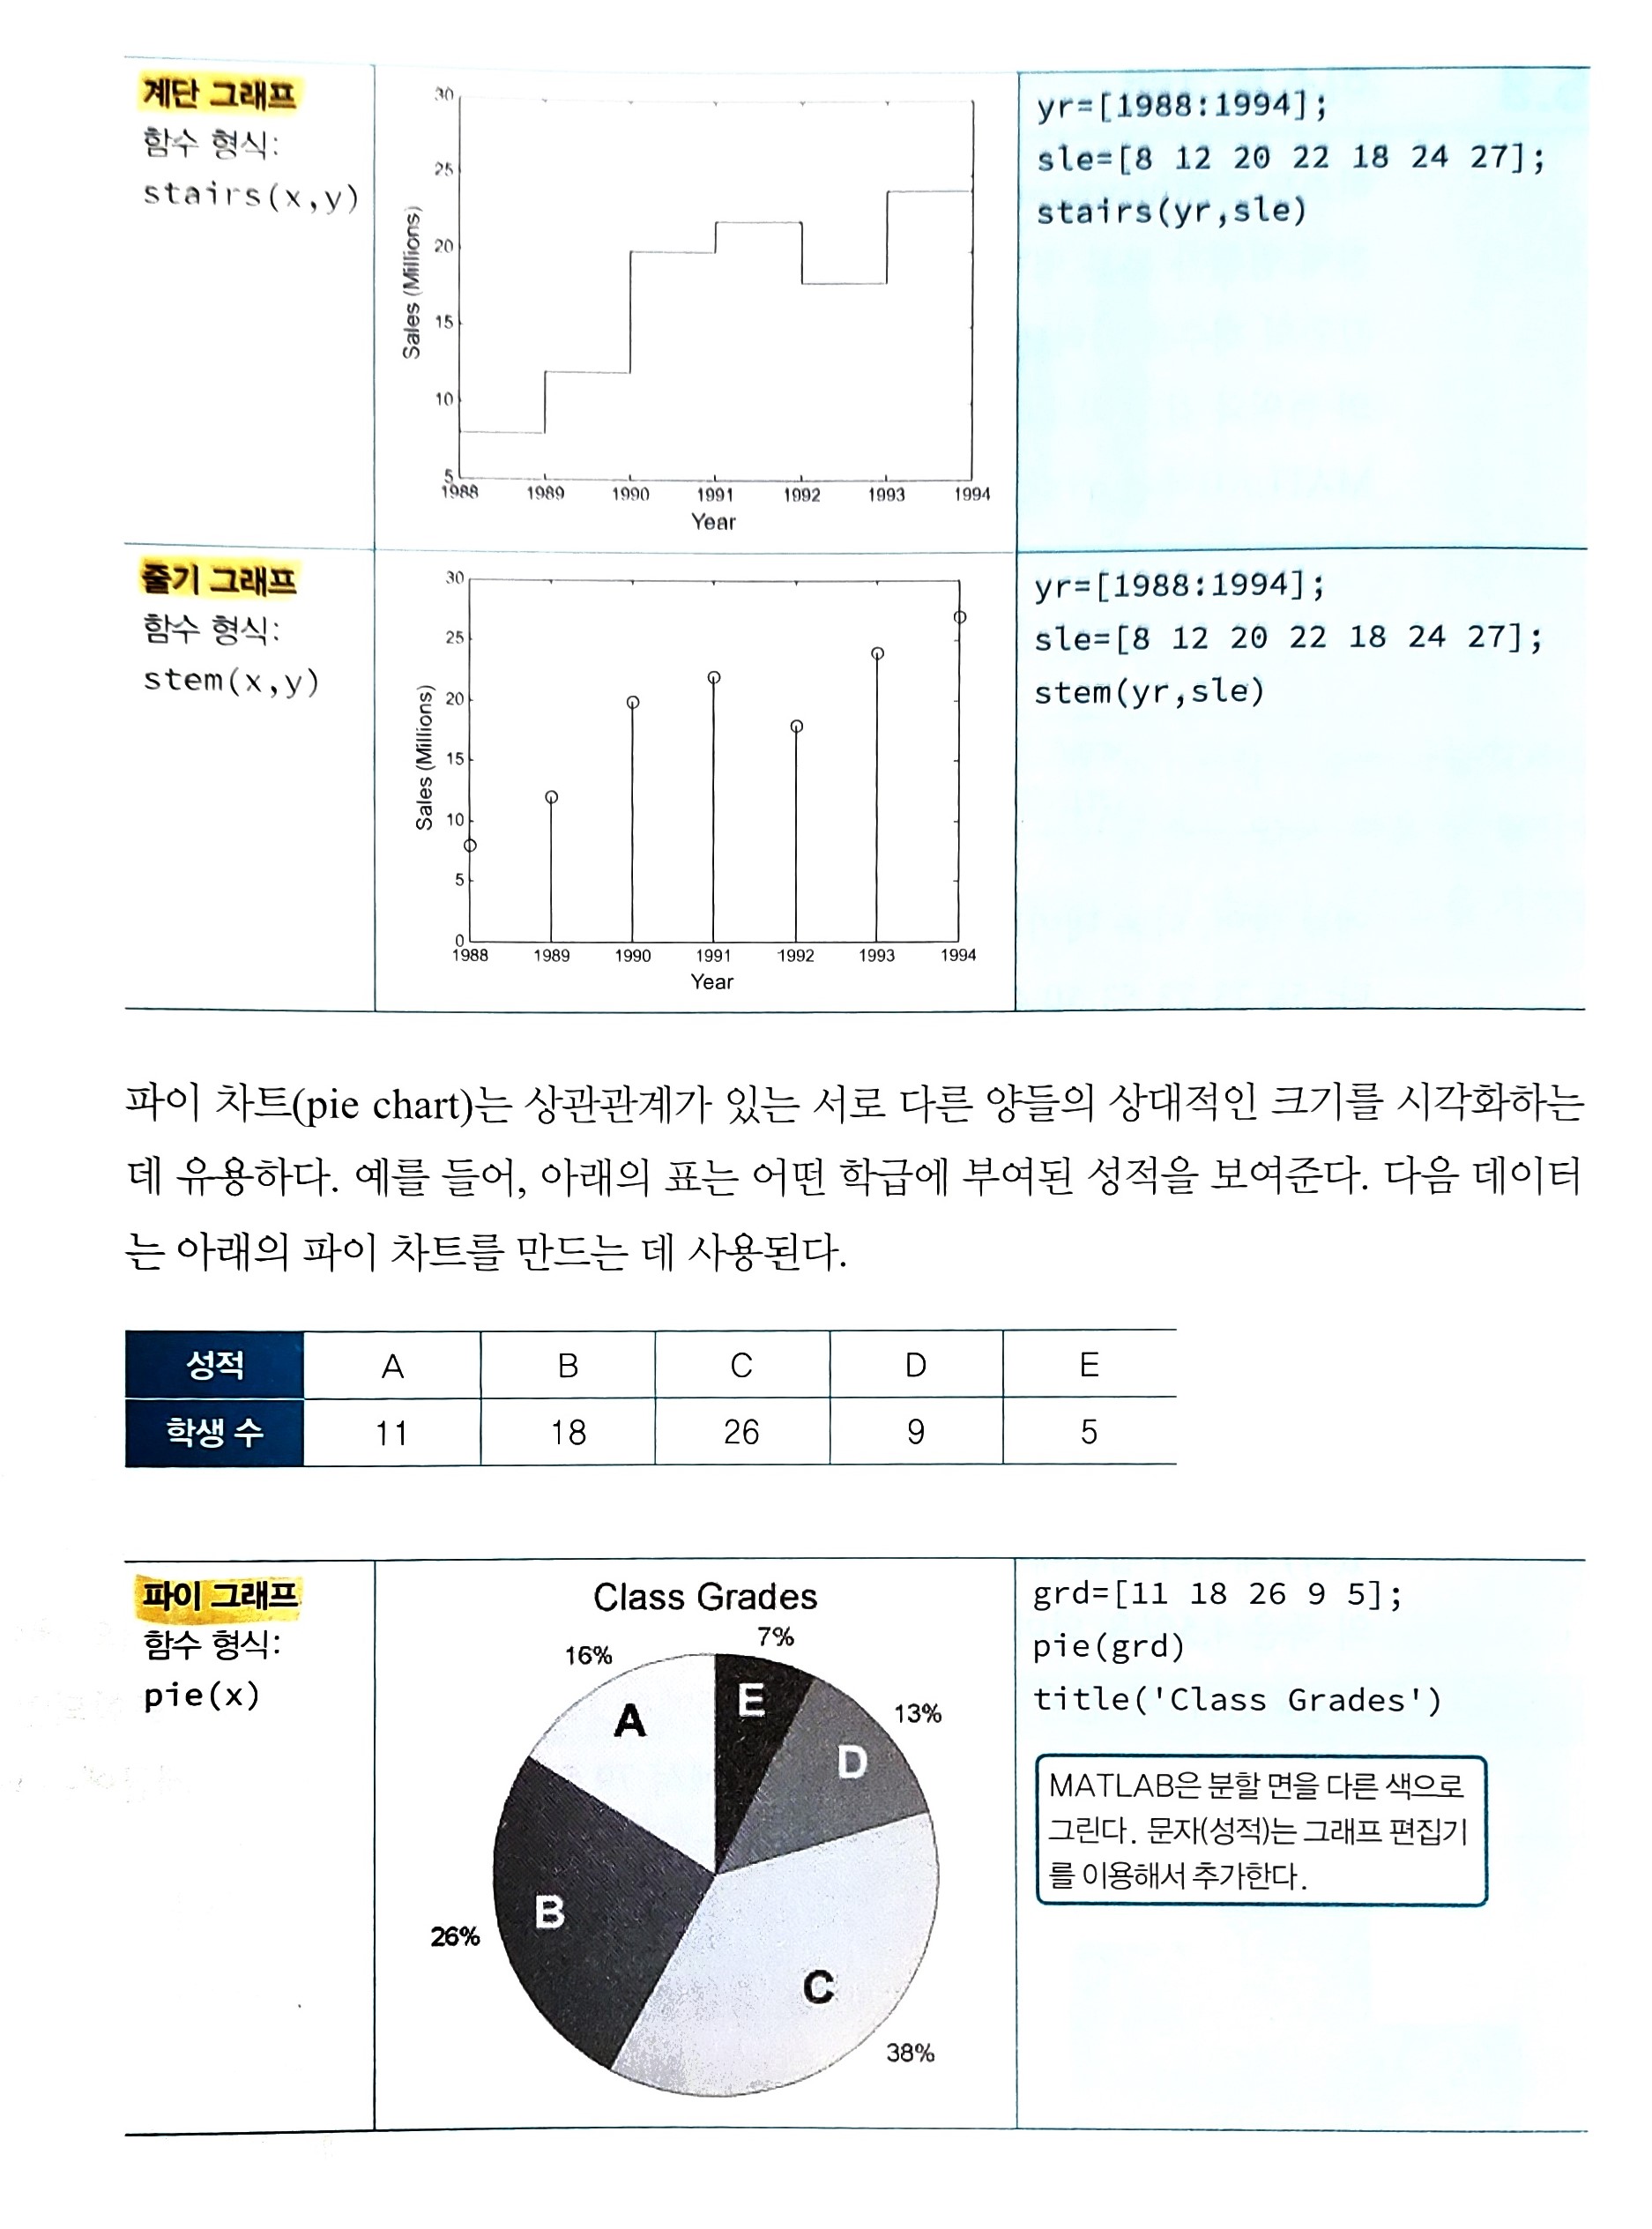 계단 그래프
함수 형식:
stairs(x,y)
30
25
20
15
10
5
Sales (Millions)
1988 1989 1990 1991 1992 1993 1994
Year
yr=[1988:1994];
sle=[8 12 20 22 18 24 27];
stairs(yr,sle)
줄기 그래프
함수 형식:
stem(x,y)
30
25
20
15
10
5
0
Sales (Millions)
1988 1989 1990 1991 1992 1993 1994
Year
yr=[1988:1994];
sle=[8 12 20 22 18 24 27];
stem(yr,sle)
파이 차트(pie chart)는 상관관계가 있는 서로 다른 양들의 상대적인 크기를 시각화하는
데 유용하다. 예를 들어, 아래의 표는 어떤 학급에 부여된 성적을 보여준다. 다음 데이터
는 아래의 파이 차트를 만드는 데 사용된다.
성적 A B C D E
학생 수 11 18 26 9 5
파이 그래프
함수 형식:
pie(x)
Class Grades
7%
16%
E
A
13%
D
B
26%
C
38%
grd=[11 18 26 9 5];
pie(grd)
title('Class Grades')
MATLAB은 분할 면을 다른 색으로
그린다. 문자(성적)는 그래프 편집기
를 이용해서 추가한다.